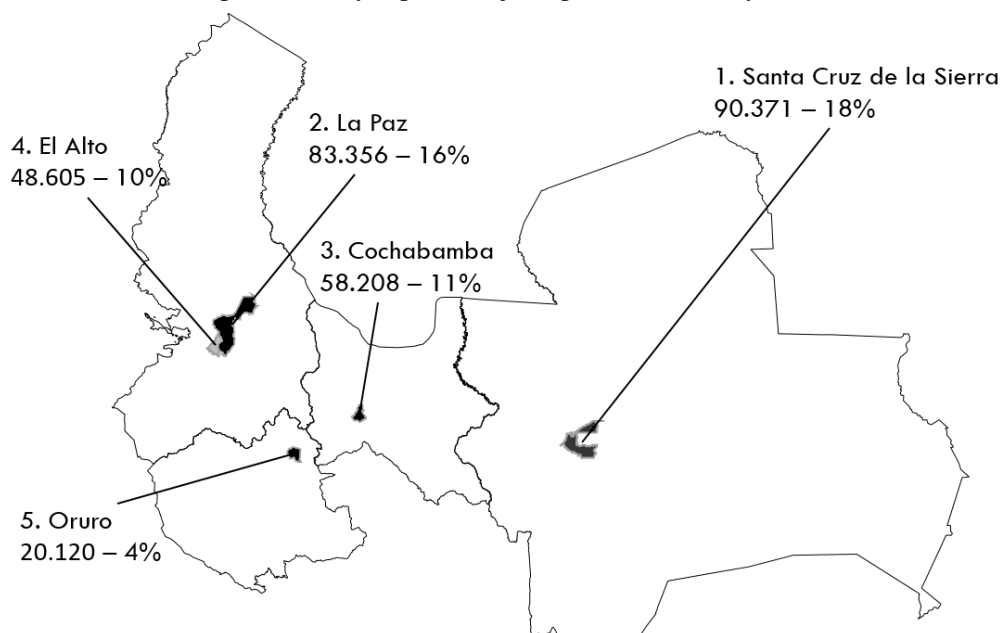 1. Santa Cruz de la Sierra
90.371 – 18%
2. La Paz
83.356 – 16%
4. El Alto
48.605 – 10%
3. Cochabamba
58.208 – 11%
5. Oruro
20.120 – 4%